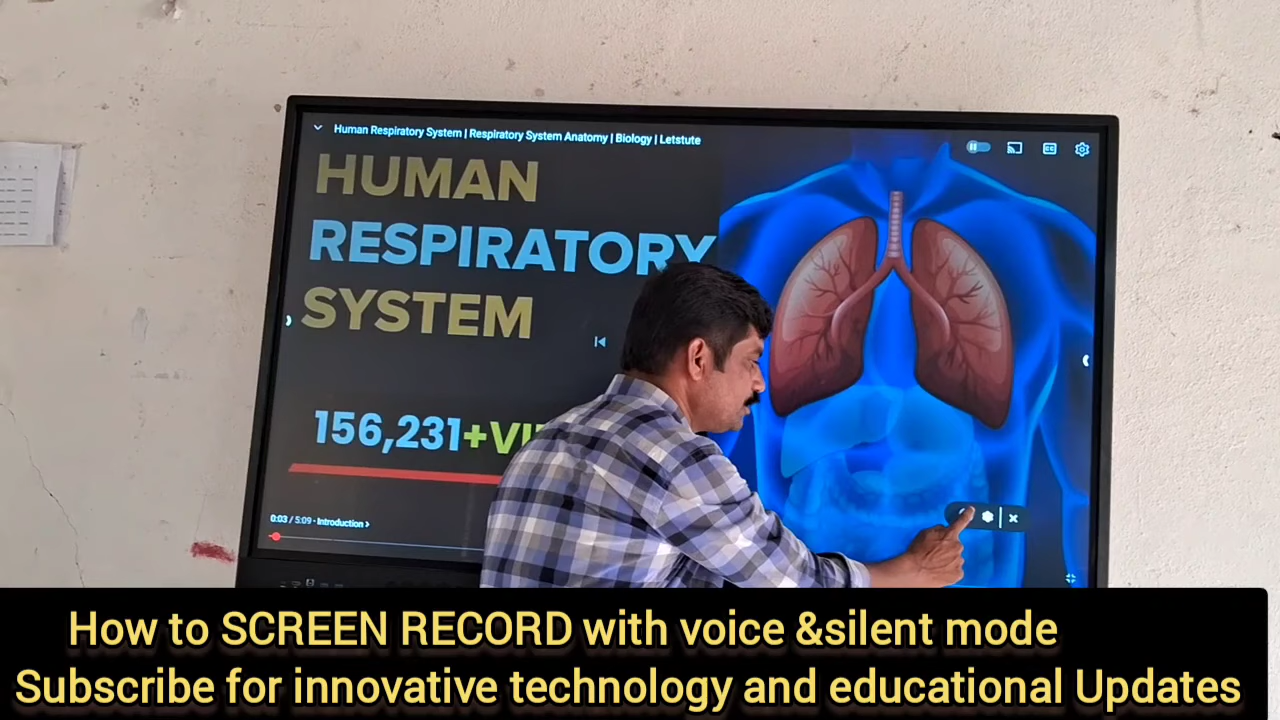 Human Respiratory System | Respiratory System Anatomy | Biology | Letstute
HUMAN
RESPIRATORY
SYSTEM
156,231+
0:03 / 5:09 · Introduction >
How to SCREEN RECORD with voice &silent mode
Subscribe for innovative technology and educational Updates